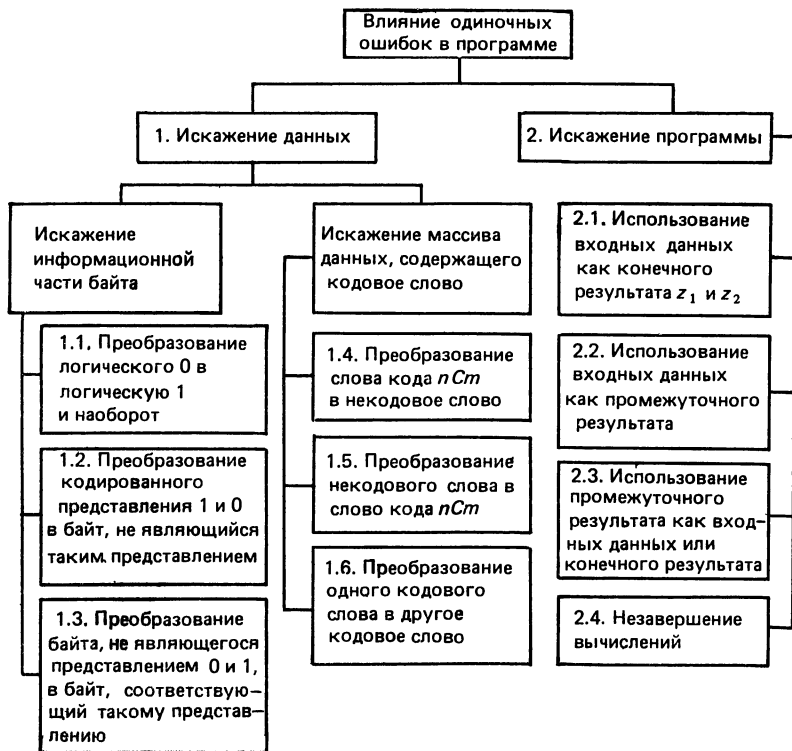 Влияние одиночных
ошибок в программе
1. Искажение данных
2. Искажение программы
Искажение
информационной
части байта
1.1. Преобразование
логического 0 в
логическую 1
и наоборот
1.2. Преобразование
кодированного
представления 1 и 0
в байт, не являющийся
таким. представлением
1.3. Преобразование
байта, не являющегося
представлением 0 и 1,
в байт, соответствую-
щий такому представ-
лению
Искажение массива
данных, содержащего
кодовое слово
1.4. Преобразование
слова кода nCm
в некодовое слово
1.5. Преобразование
некодового слова в
слово кода nCm
1.6. Преобразование
одного кодового
слова в другое
кодовое слово
2.1. Использование
входных данных
как конечного
результата z₁ и z₂
2.2. Использование
входных данных
как промежуточного
результата
2.3. Использование
промежуточного
результата как вход-
ных данных или
конечного результата
2.4. Незавершение
вычислений